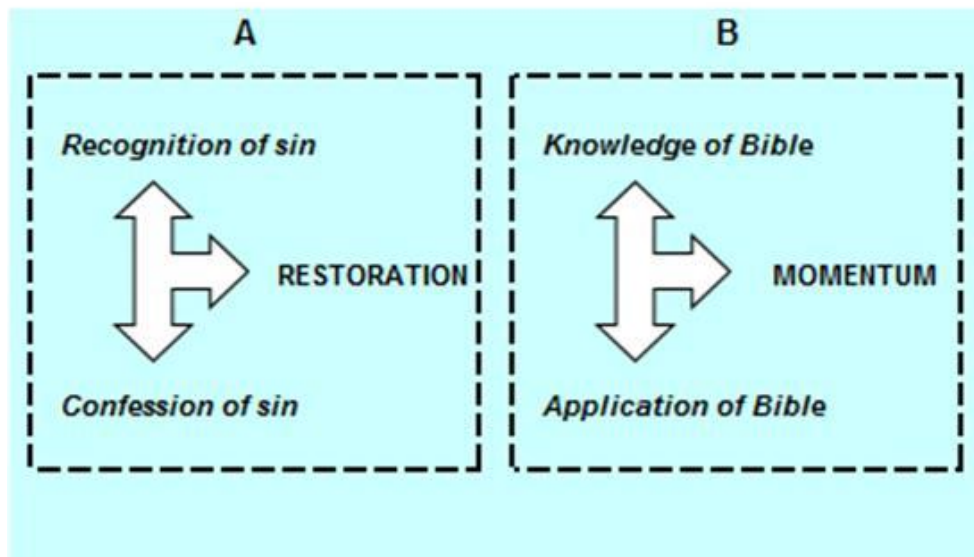 A
Recognition of sin
RESTORATION
Confession of sin
B
Knowledge of Bible
MOMENTUM
Application of Bible